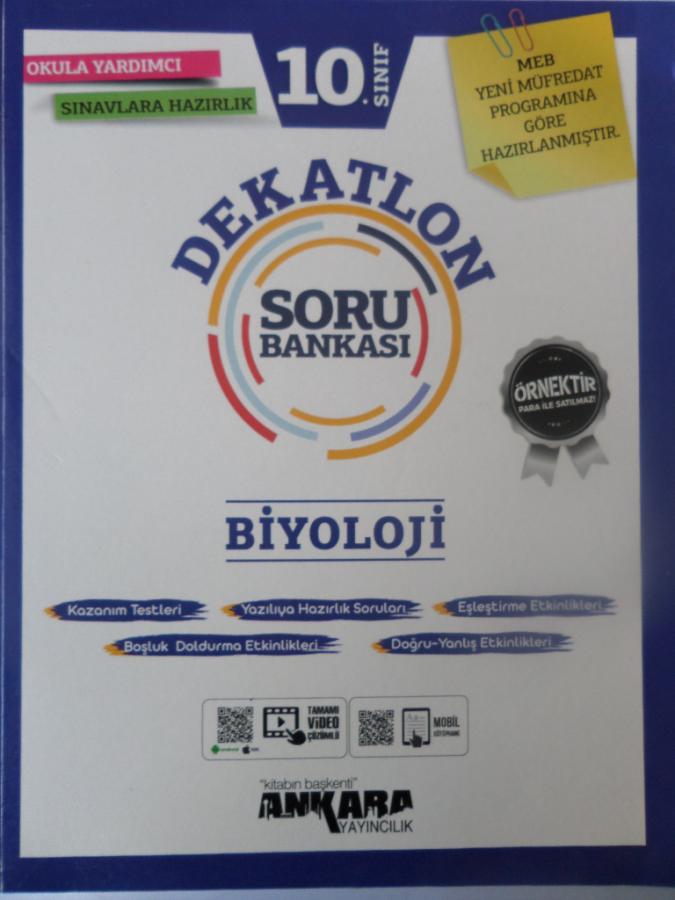 OKULA YARDIMCI
SINAVLARA HAZIRLIK
10. SINIF
MEB
YENİ MÜFREDAT
PROGRAMINA
GÖRE
HAZIRLANMIŞTIR.
DEKATLON
SORU
BANKASI
ÖRNEKTİR
PARA İLE SATILMAZ!
BİYOLOJİ
Kazanım Testleri
Yazılıya Hazırlık Soruları
Eşleştirme Etkinlikleri
Boşluk Doldurma Etkinlikleri
Doğru-Yanlış Etkinlikleri
TAMAMI
VİDEO
ÇÖZÜMLÜ
android
MOBİL
KÜTÜPHANE
"kitabın başkenti"
ANKARA
YAYINCILIK